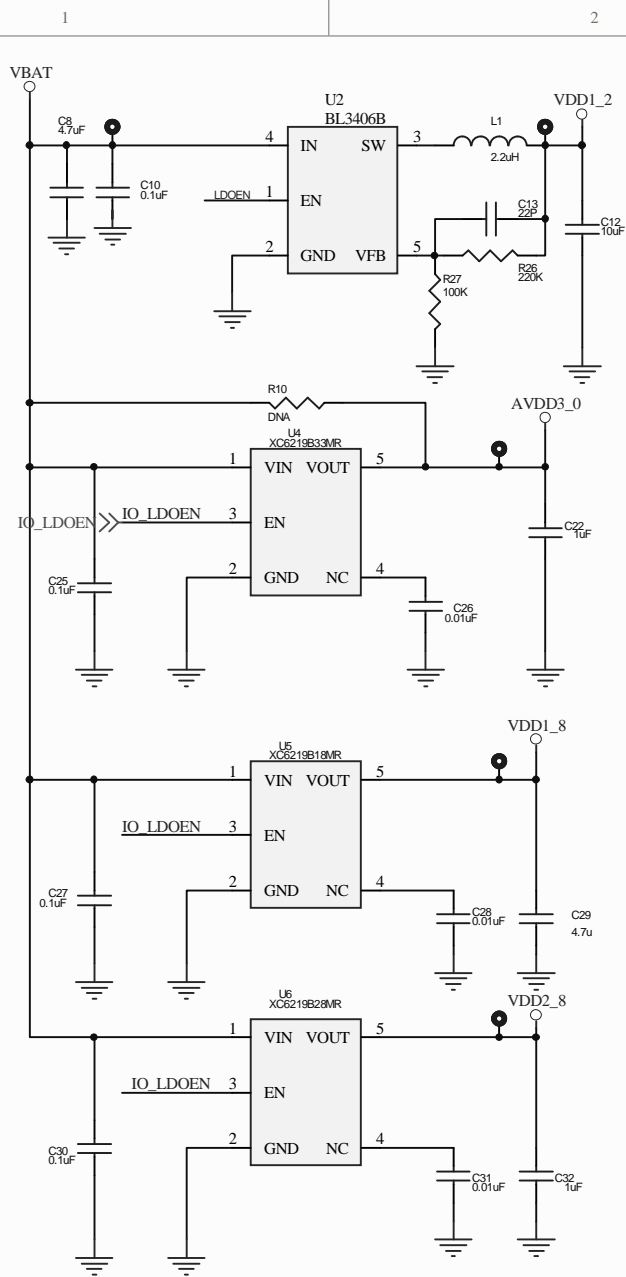 1 2
VBAT
C8
4.7uF
U2
BL3406B
L1
VDD1_2
4 IN SW 3
2.2uH
C10
0.1uF
LDOEN 1 EN
C13
22P
C12
10uF
2 GND VFB 5
R26
220K
R27
100K
R10
DNA
AVDD3_0
U4
XC6219B33MR
1 VIN VOUT 5
IO_LDOEN IO_LDOEN 3 EN
C22
1uF
2 GND NC 4
C25
0.1uF
C26
0.01uF
VDD1_8
U5
XC6219B18MR
1 VIN VOUT 5
IO_LDOEN 3 EN
2 GND NC 4
C27
0.1uF
C28
0.01uF
C29
4.7u
U6
XC6219B28MR
VDD2_8
1 VIN VOUT 5
IO_LDOEN 3 EN
2 GND NC 4
C30
0.1uF
C31
0.01uF
C32
1uF